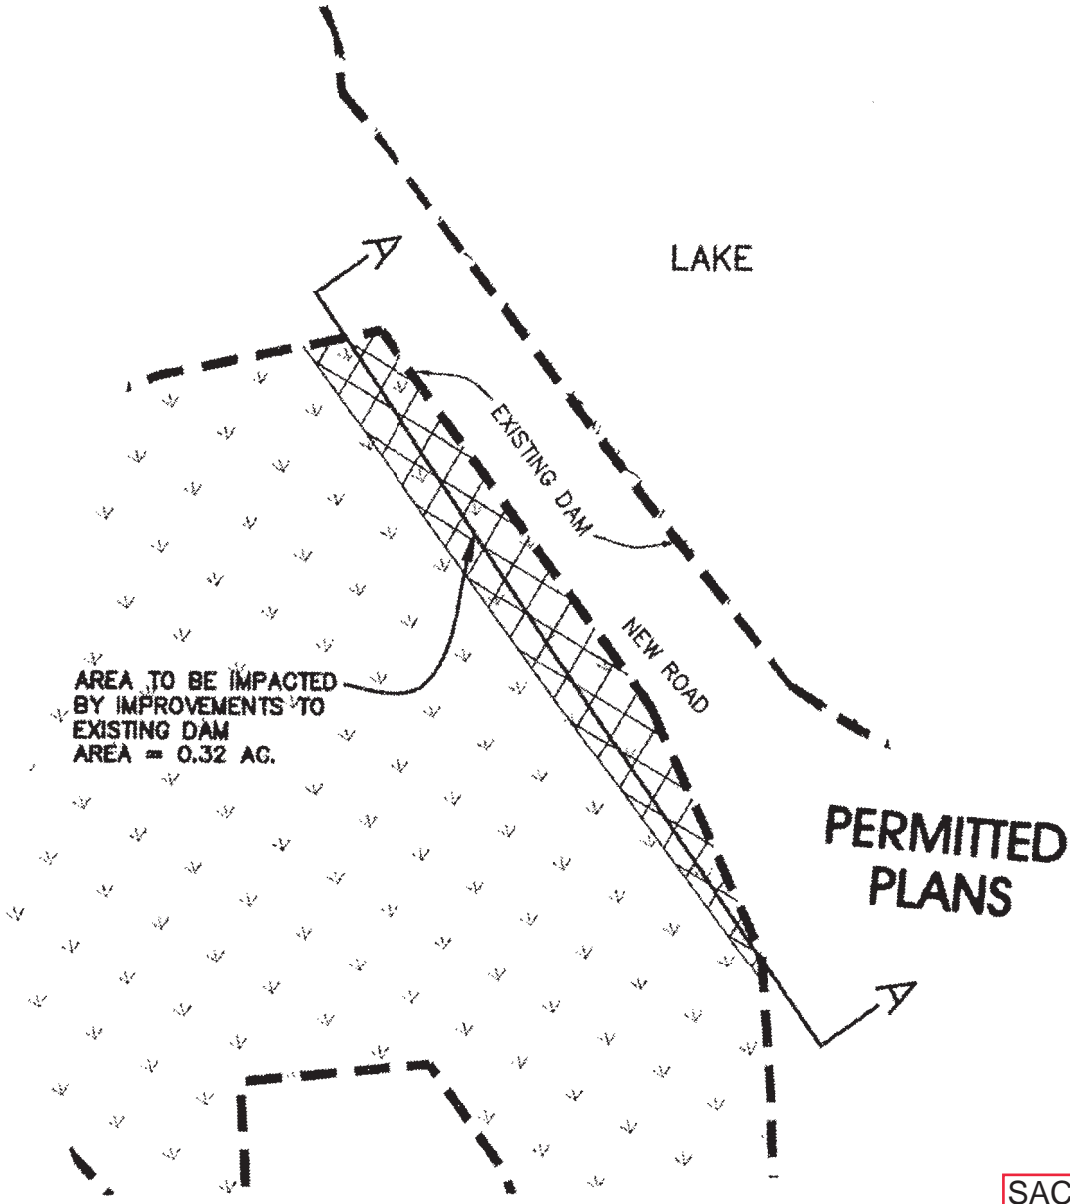 A
LAKE
EXISTING DAM
NEW ROAD
AREA TO BE IMPACTED
BY IMPROVEMENTS TO
EXISTING DAM
AREA = 0.32 AC.
PERMITTED
PLANS
A
SAC